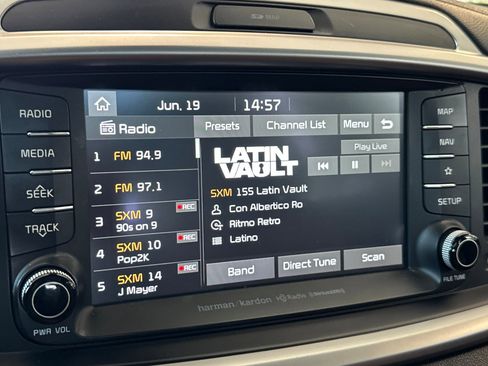 MAP
Jun. 19 14:57
RADIO
Radio Presets Channel List Menu
MAP
MEDIA
1 FM 94.9
LATIN VAULT
Play Live
NAV
2 FM 97.1
SXM 155 Latin Vault
SEEK
3 SXM 9 REC
90s on 9
Con Albertico Ro
SETUP
TRACK
4 SXM 10 REC
Pop2K
Ritmo Retro
5 SXM 14 REC
J Mayer
Latino
Band Direct Tune Scan
PWR VOL
FILE TUNE
harman/kardon HD Radio